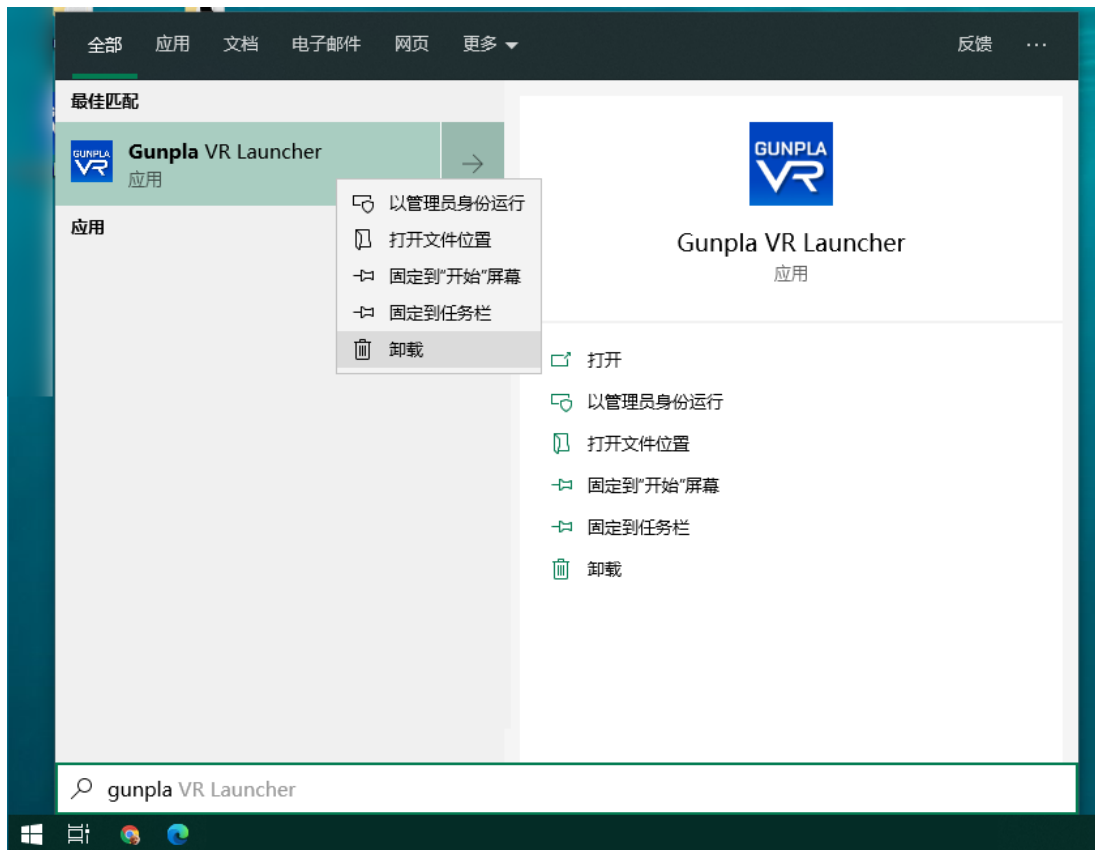 全部 应用 文档 电子邮件 网页 更多 反馈 ...
最佳匹配
GUNPLA VR
Gunpla VR Launcher
应用
应用
以管理员身份运行
打开文件位置
固定到"开始"屏幕
固定到任务栏
卸载
GUNPLA
VR
Gunpla VR Launcher
应用
打开
以管理员身份运行
打开文件位置
固定到"开始"屏幕
固定到任务栏
卸载
gunpla VR Launcher